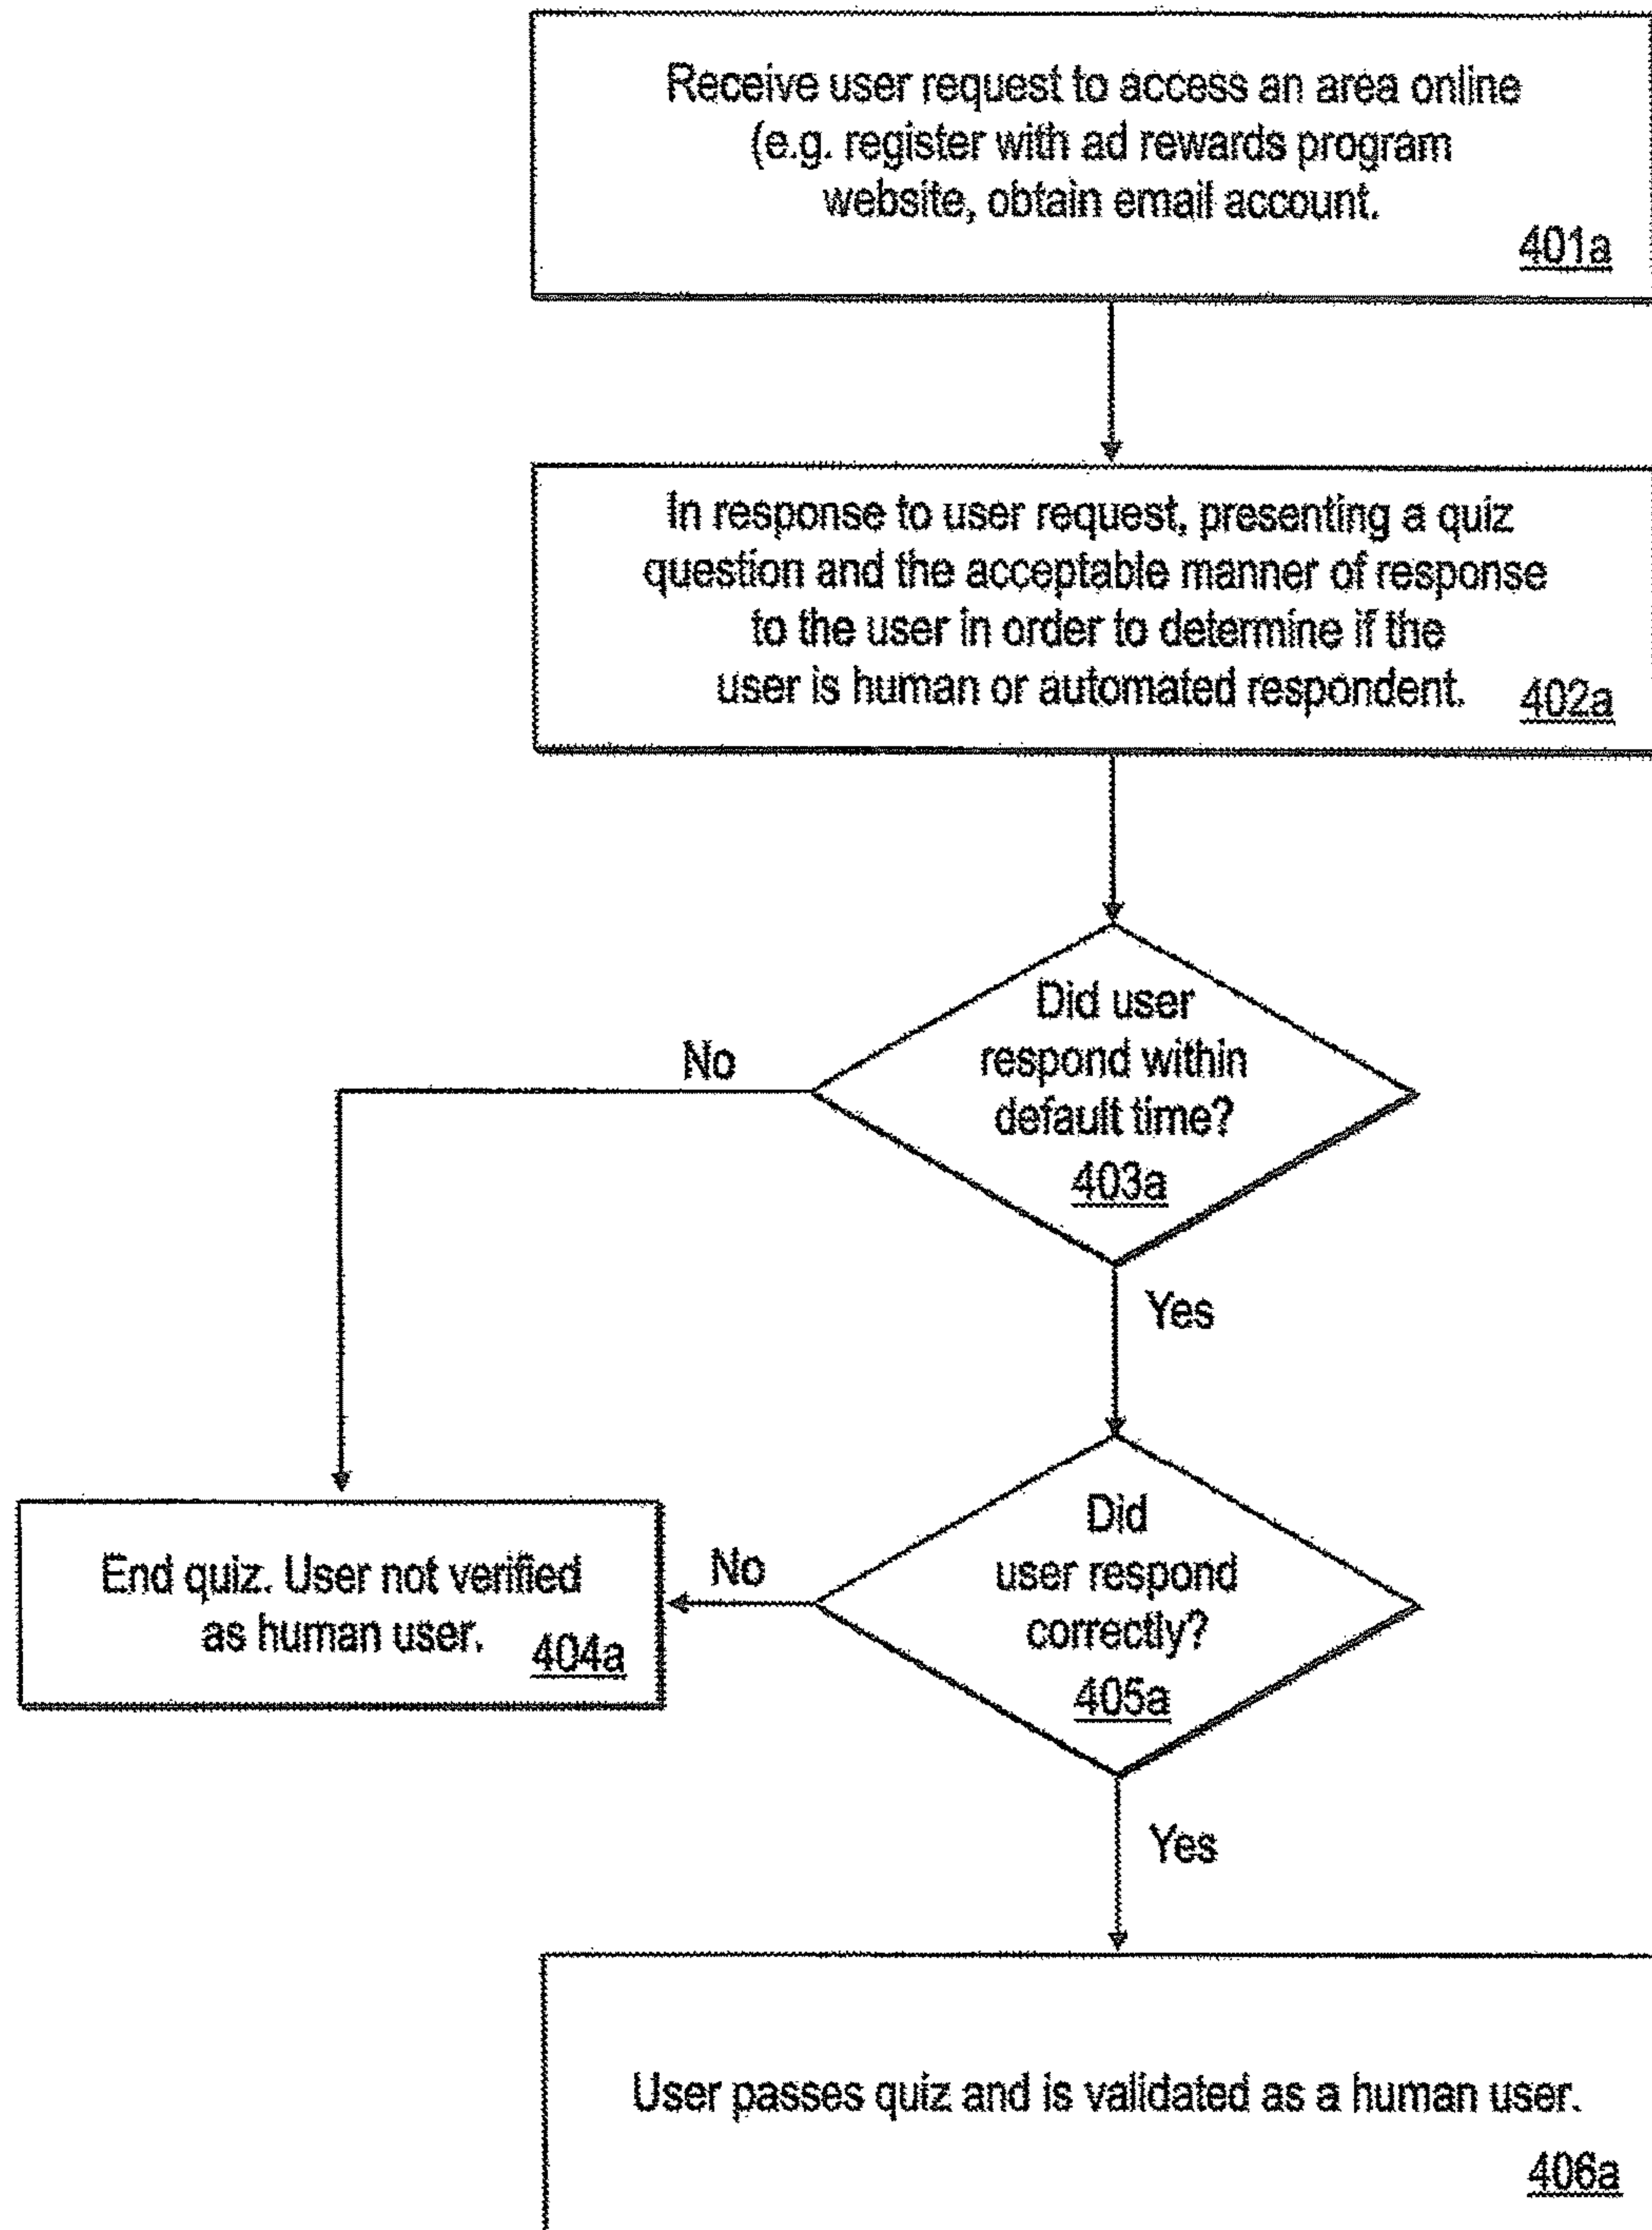 Receive user request to access an area online
(e.g. register with ad rewards program
website, obtain email account.
401a
In response to user request, presenting a quiz
question and the acceptable manner of response
to the user in order to determine if the
user is human or automated respondent.
402a
Did user
respond within
default time?
403a
No
Yes
Did
user respond
correctly?
405a
No
End quiz. User not verified
as human user.
404a
Yes
User passes quiz and is validated as a human user.
406a